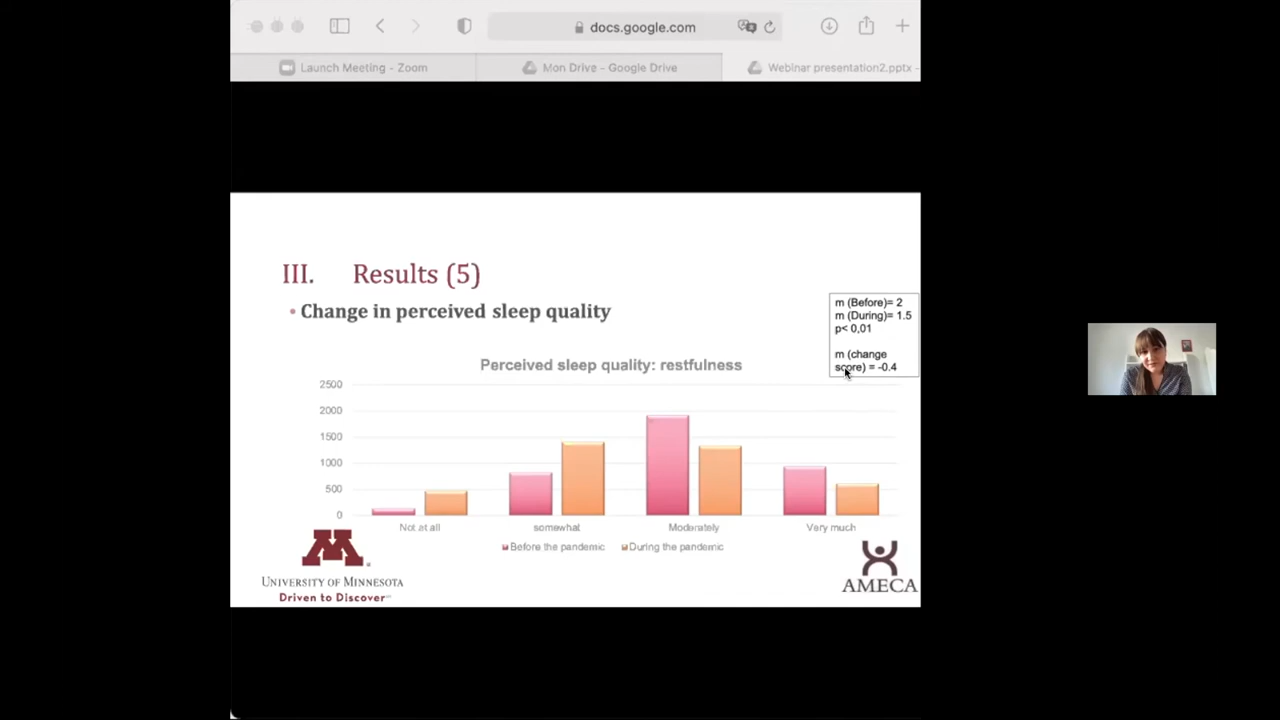 docs.google.com
Launch Meeting - Zoom
Mon Drive - Google Drive
Webinar presentation2.pptx -
III. Results (5)
• Change in perceived sleep quality
m (Before)= 2
m (During)= 1.5
p< 0,01
m (change
score) = -0.4
Perceived sleep quality: restfulness
2500
2000
1500
1000
500
0
Not at all
somewhat
Moderately
Very much
Before the pandemic
During the pandemic
M
UNIVERSITY OF MINNESOTA
Driven to Discover
AMECA